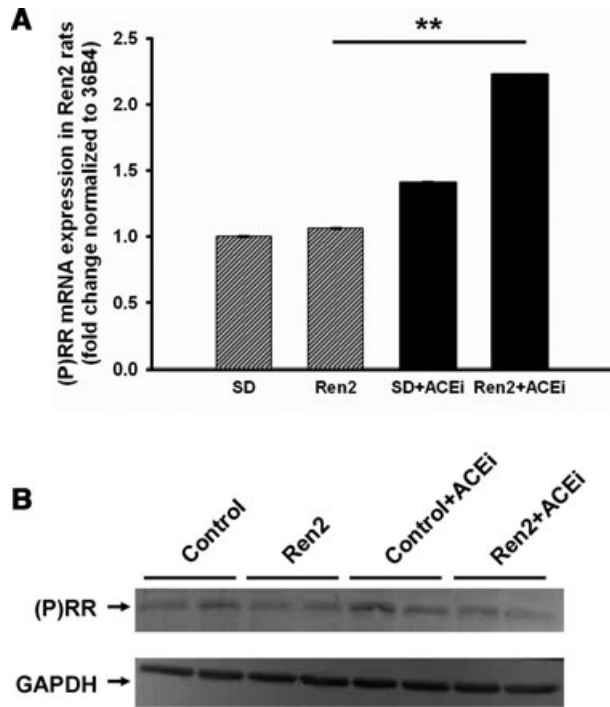 A
(P)RR mRNA expression in Ren2 rats
(fold change normalized to 36B4)
**
2.5
2.0
1.5
1.0
0.5
0.0
SD Ren2 SD+ACEi Ren2+ACEi
B
Control Ren2 Control+ACEi Ren2+ACEi
(P)RR
GAPDH